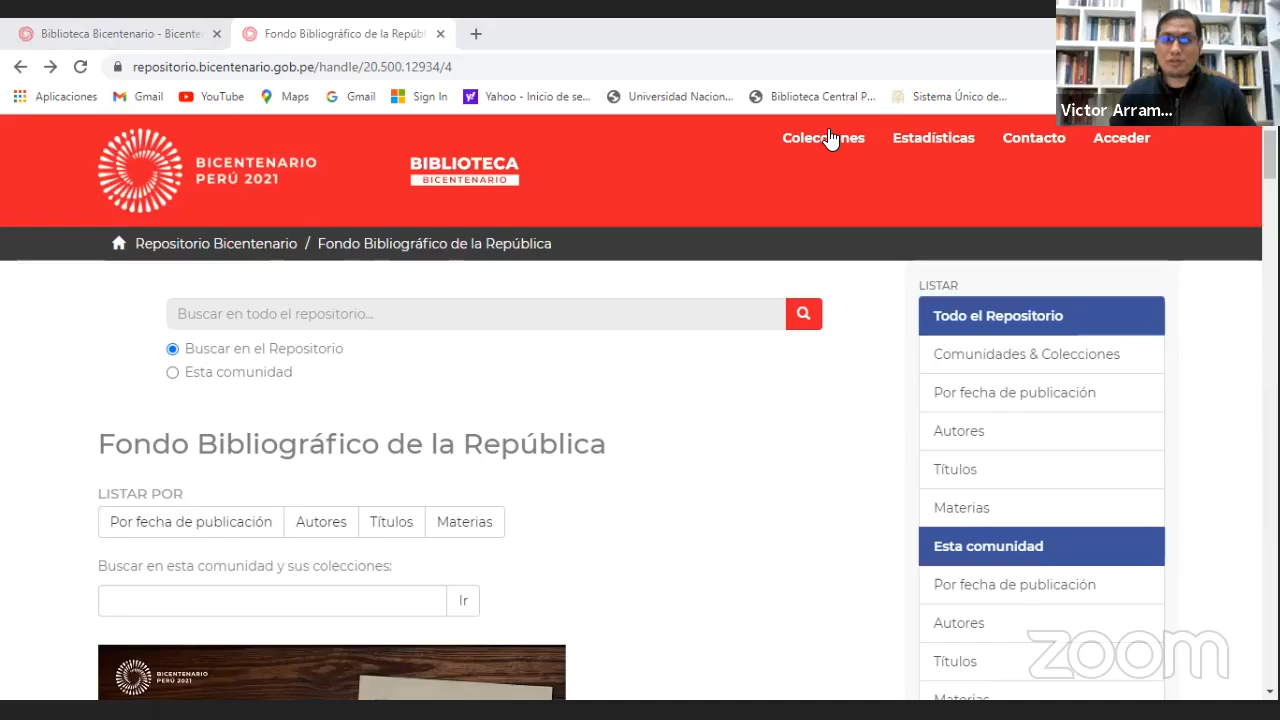 Biblioteca Bicentenario - Bicente
Fondo Bibliográfico de la Repúbl
repositorio.bicentenario.gob.pe/handle/20.500.12934/4
Aplicaciones
Gmail
YouTube
Maps
Gmail
Sign In
Yahoo - Inicio de se...
Universidad Nacion...
Biblioteca Central P...
Sistema Único de...
Victor Arram...
BICENTENARIO
PERÚ 2021
BIBLIOTECA
BICENTENARIO
Colecciones
Estadísticas
Contacto
Acceder
Repositorio Bicentenario / Fondo Bibliográfico de la República
Buscar en todo el repositorio...
Buscar en el Repositorio
Esta comunidad
Fondo Bibliográfico de la República
LISTAR POR
Por fecha de publicación
Autores
Títulos
Materias
Buscar en esta comunidad y sus colecciones:
Ir
BICENTENARIO
PERÚ 2021
LISTAR
Todo el Repositorio
Comunidades & Colecciones
Por fecha de publicación
Autores
Títulos
Materias
Esta comunidad
Por fecha de publicación
Autores
Títulos
Materias
zoom